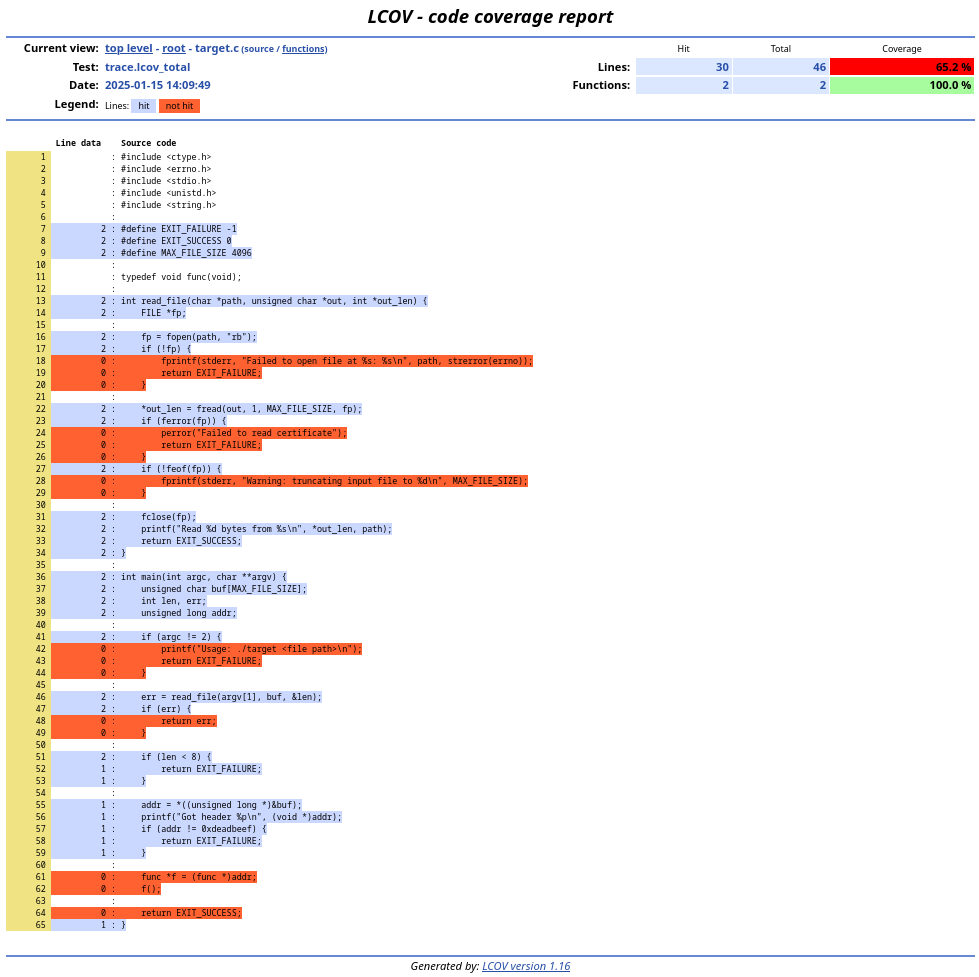 LCOV - code coverage report
Current view: top level - root - target.c (source / functions) Hit Total Coverage
Test: trace.lcov_total Lines: 30 46 65.2 %
Date: 2025-01-15 14:09:49 Functions: 2 2 100.0 %
Legend: Lines: hit not hit
Line data Source code
1 : #include <ctype.h>
2 : #include <errno.h>
3 : #include <stdio.h>
4 : #include <unistd.h>
5 : #include <string.h>
6 :
7 2 : #define EXIT_FAILURE -1
8 2 : #define EXIT_SUCCESS 0
9 2 : #define MAX_FILE_SIZE 4096
10 :
11 : typedef void func(void);
12 :
13 2 : int read_file(char *path, unsigned char *out, int *out_len) {
14 2 :     FILE *fp;
15 :
16 2 :     fp = fopen(path, "rb");
17 2 :     if (!fp) {
18 0 :         fprintf(stderr, "Failed to open file at %s: %s\n", path, strerror(errno));
19 0 :         return EXIT_FAILURE;
20 0 :     }
21 :
22 2 :     *out_len = fread(out, 1, MAX_FILE_SIZE, fp);
23 2 :     if (ferror(fp)) {
24 0 :         perror("Failed to read certificate");
25 0 :         return EXIT_FAILURE;
26 0 :     }
27 2 :     if (!feof(fp)) {
28 0 :         fprintf(stderr, "Warning: truncating input file to %d\n", MAX_FILE_SIZE);
29 0 :     }
30 :
31 2 :     fclose(fp);
32 2 :     printf("Read %d bytes from %s\n", *out_len, path);
33 2 :     return EXIT_SUCCESS;
34 2 : }
35 :
36 2 : int main(int argc, char **argv) {
37 2 :     unsigned char buf[MAX_FILE_SIZE];
38 2 :     int len, err;
39 2 :     unsigned long addr;
40 :
41 2 :     if (argc != 2) {
42 0 :         printf("Usage: ./target <file path>\n");
43 0 :         return EXIT_FAILURE;
44 0 :     }
45 :
46 2 :     err = read_file(argv[1], buf, &len);
47 2 :     if (err) {
48 0 :         return err;
49 0 :     }
50 :
51 2 :     if (len < 8) {
52 1 :         return EXIT_FAILURE;
53 1 :     }
54 :
55 1 :     addr = *((unsigned long *)&buf);
56 1 :     printf("Got header %p\n", (void *)addr);
57 1 :     if (addr != 0xdeadbeef) {
58 1 :         return EXIT_FAILURE;
59 1 :     }
60 :
61 0 :     func *f = (func *)addr;
62 0 :     f();
63 :
64 0 :     return EXIT_SUCCESS;
65 1 : }
Generated by: LCOV version 1.16